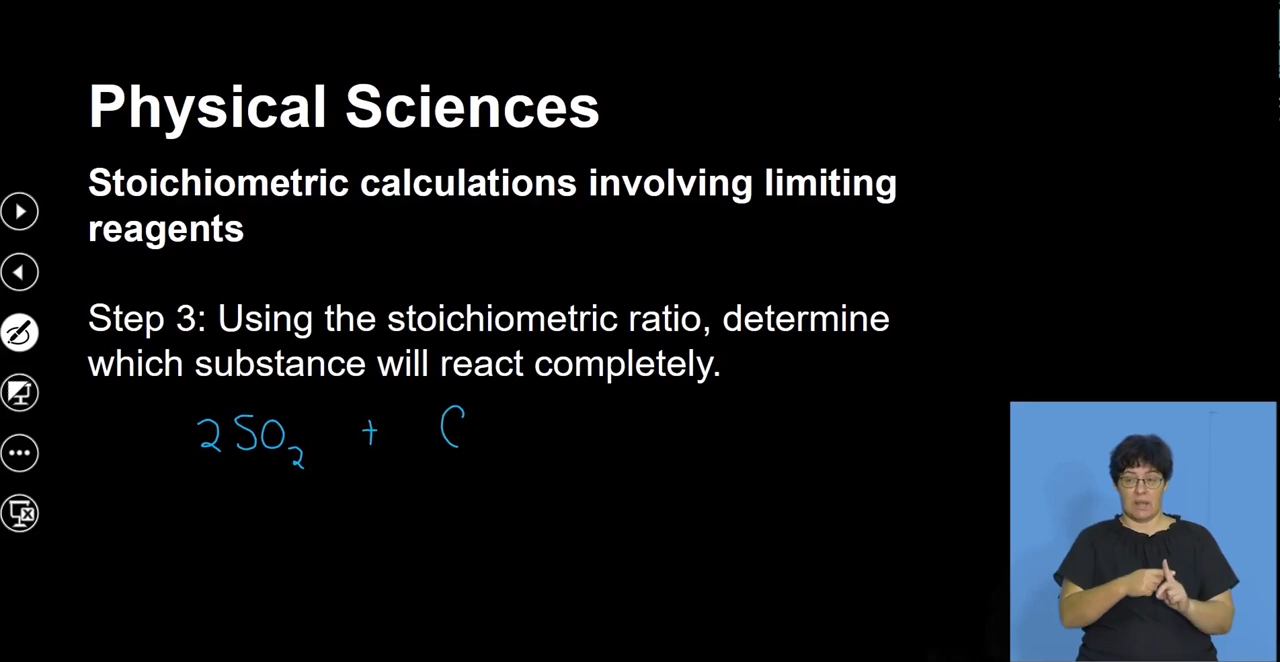 Physical Sciences
Stoichiometric calculations involving limiting
reagents
Step 3: Using the stoichiometric ratio, determine
which substance will react completely.
2SO₂ + (